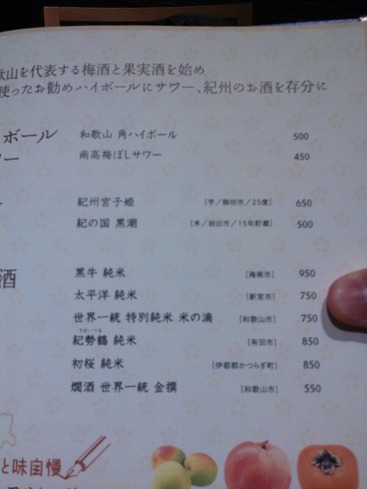 歌山を代表する梅酒と果実酒を始め
使ったお勧めハイボールにサワー、紀州のお酒を存分に
ボール
和歌山 角ハイボール 500
ワー
南高梅ぼしサワー 450
紀州宮子姫 [芋/御坊市/25度] 650
紀の国 黒潮 [米/岩出市/15年貯蔵] 500
酒
黒牛 純米 [海南市] 950
太平洋 純米 [新宮市] 750
世界一統 特別純米 米の滴 [和歌山市] 750
紀勢鶴 純米 [有田市] 850
初桜 純米 [伊都郡かつらぎ町] 850
燗酒 世界一統 金撰 [和歌山市] 550
と味自慢